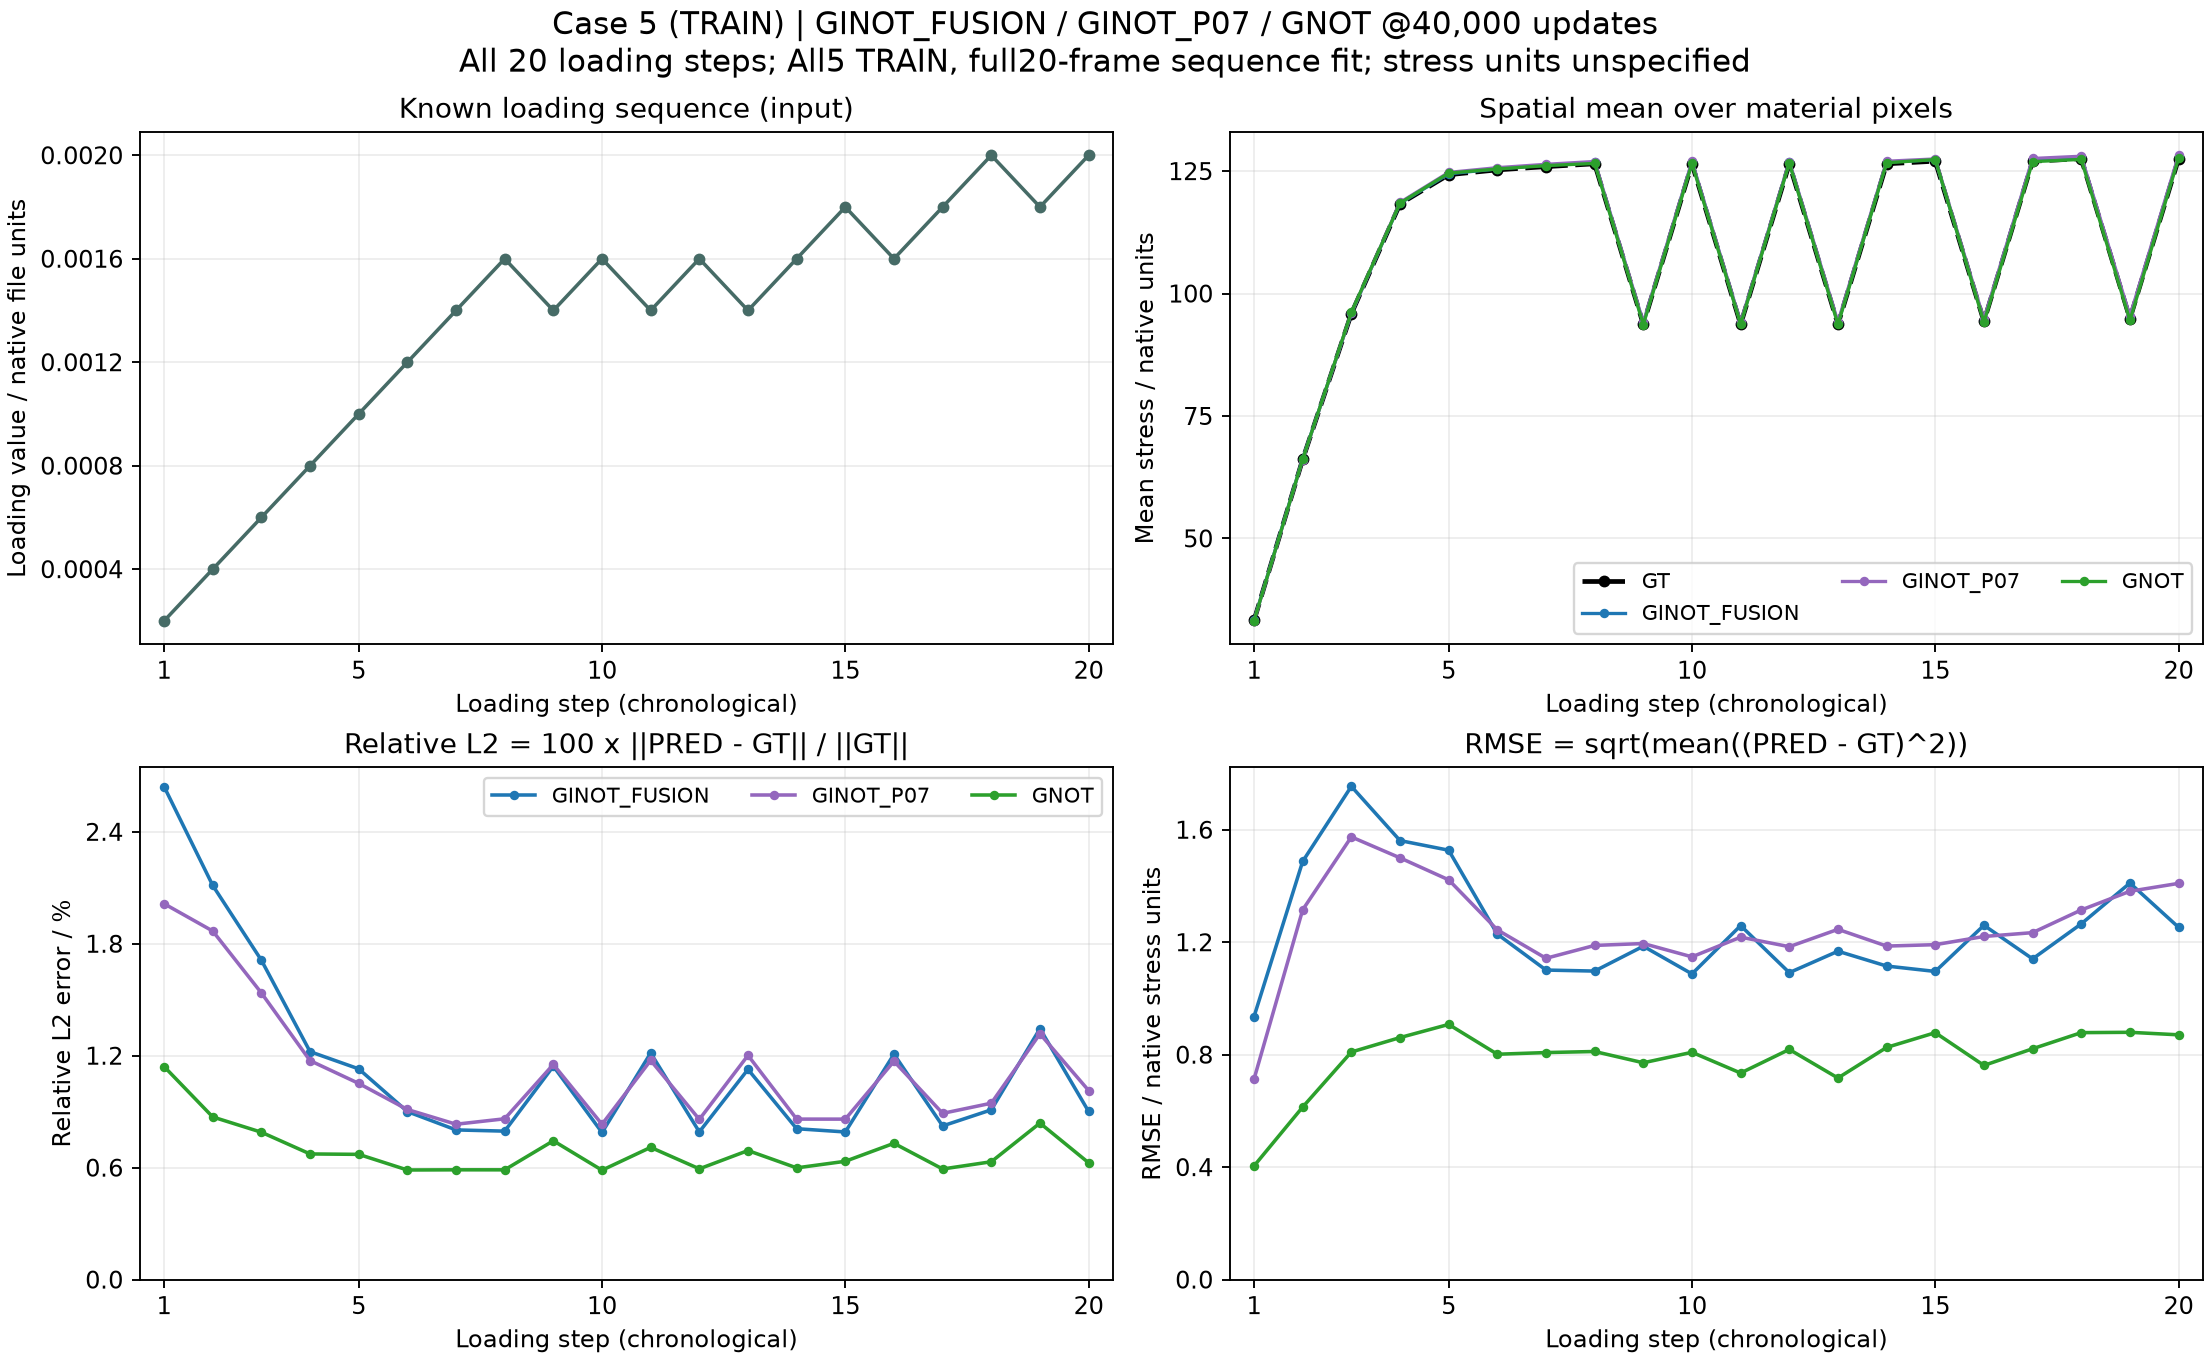 Case 5 (TRAIN) | GINOT_FUSION / GINOT_P07 / GNOT @40,000 updates
All 20 loading steps; All5 TRAIN, full20-frame sequence fit; stress units unspecified
Known loading sequence (input)
Loading value / native file units
0.0020
0.0016
0.0012
0.0008
0.0004
1
5
10
15
20
Loading step (chronological)
Spatial mean over material pixels
Mean stress / native units
125
100
75
50
GT
GINOT_FUSION
GINOT_P07
GNOT
1
5
10
15
20
Loading step (chronological)
Relative L2 = 100 x ||PRED - GT|| / ||GT||
Relative L2 error / %
GINOT_FUSION
GINOT_P07
GNOT
2.4
1.8
1.2
0.6
0.0
1
5
10
15
20
Loading step (chronological)
RMSE = sqrt(mean((PRED - GT)^2))
RMSE / native stress units
1.6
1.2
0.8
0.4
0.0
1
5
10
15
20
Loading step (chronological)